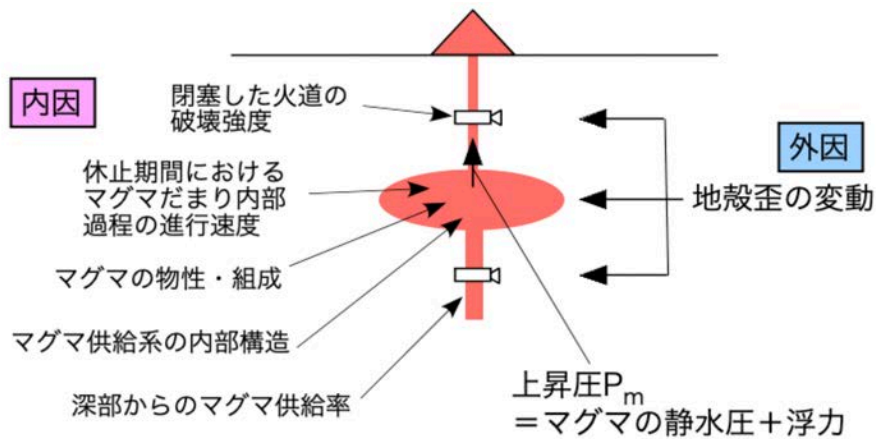 内因
閉塞した火道の
破壊強度
休止期間における
マグマだまり内部
過程の進行速度
マグマの物性・組成
マグマ供給系の内部構造
深部からのマグマ供給率
外因
地殻歪の変動
上昇圧Pm
＝マグマの静水圧＋浮力